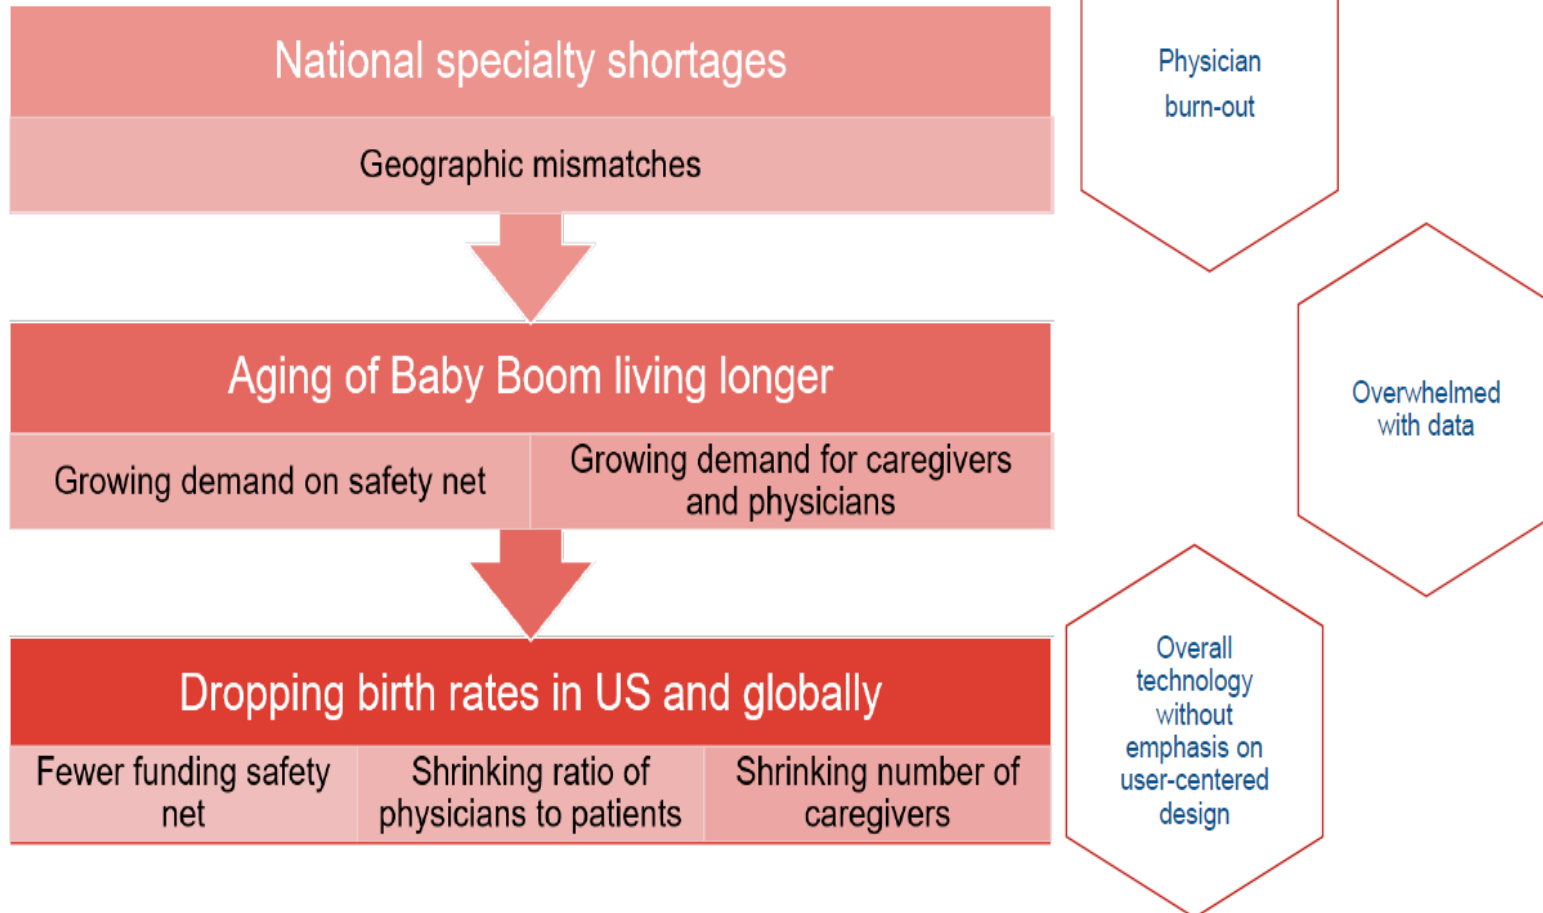 National specialty shortages
Geographic mismatches
Aging of Baby Boom living longer
Growing demand on safety net
Growing demand for caregivers
and physicians
Dropping birth rates in US and globally
Fewer funding safety
net
Shrinking ratio of
physicians to patients
Shrinking number of
caregivers
Physician
burn-out
Overwhelmed
with data
Overall
technology
without
emphasis on
user-centered
design